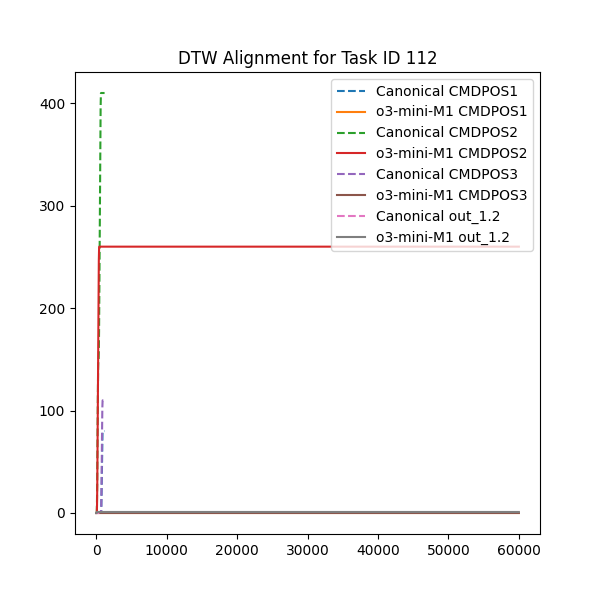 DTW Alignment for Task ID 112
Canonical CMDPOS1
o3-mini-M1 CMDPOS1
Canonical CMDPOS2
o3-mini-M1 CMDPOS2
Canonical CMDPOS3
o3-mini-M1 CMDPOS3
Canonical out_1.2
o3-mini-M1 out_1.2
400
300
200
100
0
0 10000 20000 30000 40000 50000 60000